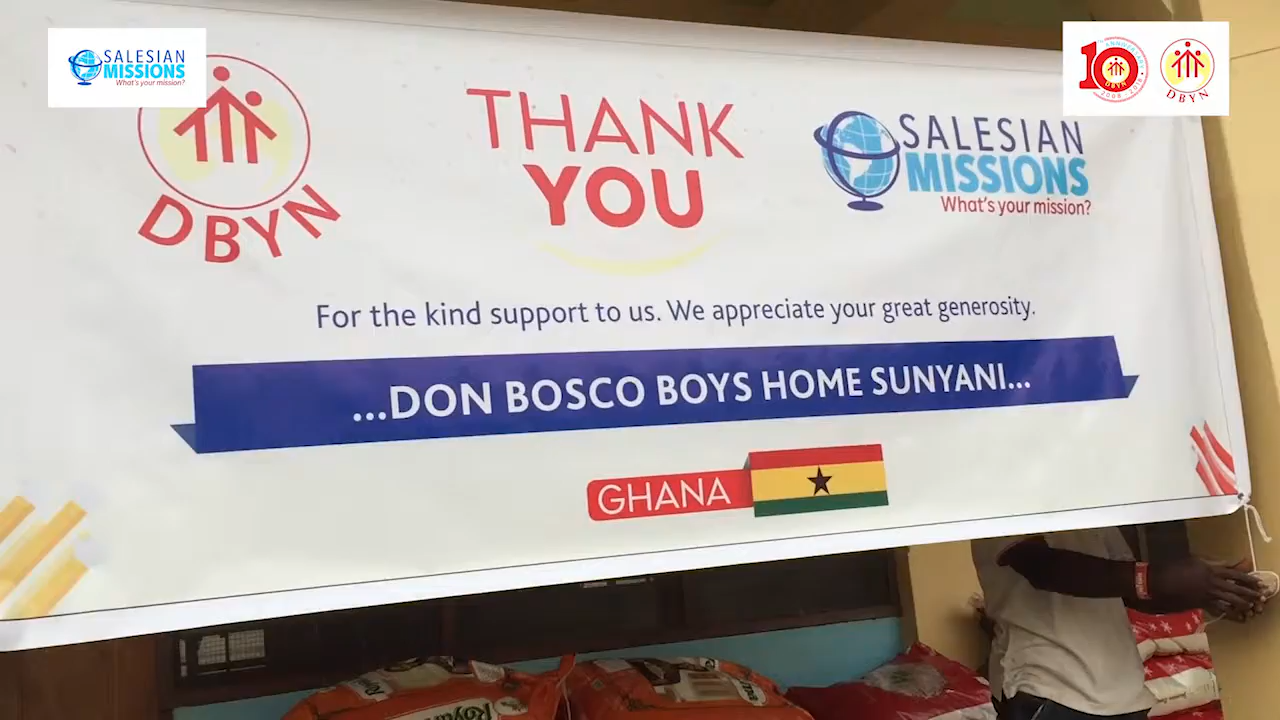 SALESIAN
MISSIONS
What's your mission?
10
DBYN
DBYN
THANK
YOU
SALESIAN
MISSIONS
What's your mission?
For the kind support to us. We appreciate your great generosity.
...DON BOSCO BOYS HOME SUNYANI...
GHANA